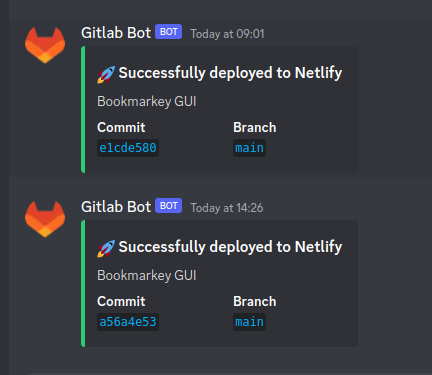 Gitlab Bot BOT Today at 09:01
🚀 Successfully deployed to Netlify
Bookmarkey GUI
Commit Branch
e1cde580 main
Gitlab Bot BOT Today at 14:26
🚀 Successfully deployed to Netlify
Bookmarkey GUI
Commit Branch
a56a4e53 main